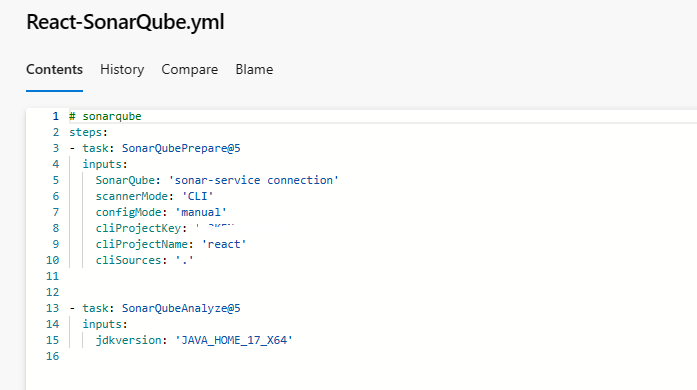 React-SonarQube.yml
Contents History Compare Blame
1 # sonarqube
2 steps:
3 - task: SonarQubePrepare@5
4 inputs:
5 SonarQube: 'sonar-service connection'
6 scannerMode: 'CLI'
7 configMode: 'manual'
8 cliProjectKey: '
9 cliProjectName: 'react'
10 cliSources: '.'
11
12
13 - task: SonarQubeAnalyze@5
14 inputs:
15 jdkversion: 'JAVA_HOME_17_X64'
16